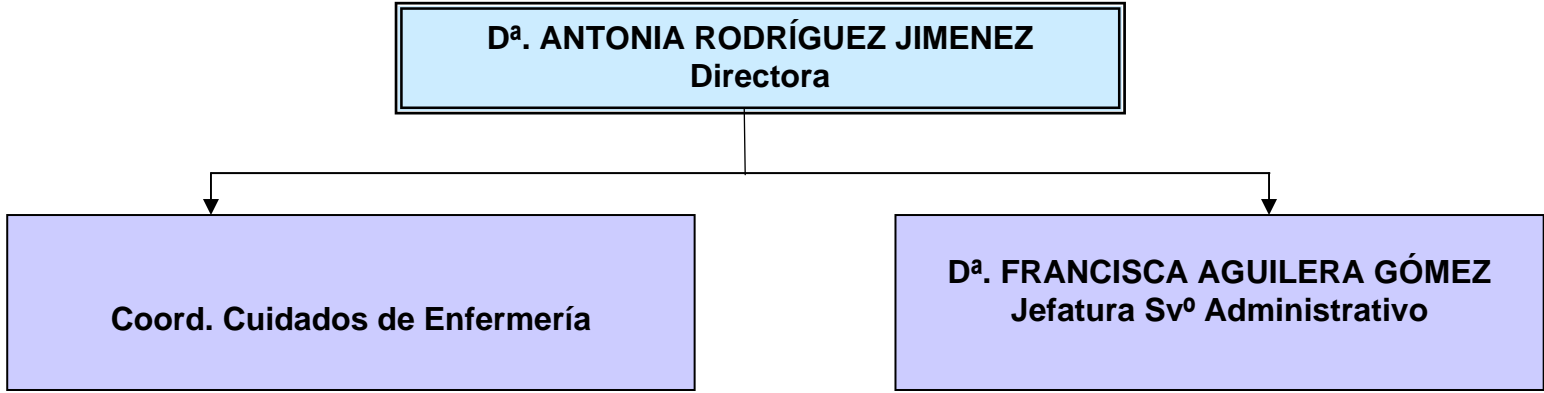 Dª. ANTONIA RODRÍGUEZ JIMENEZ
Directora
Coord. Cuidados de Enfermería
Dª. FRANCISCA AGUILERA GÓMEZ
Jefatura Svº Administrativo